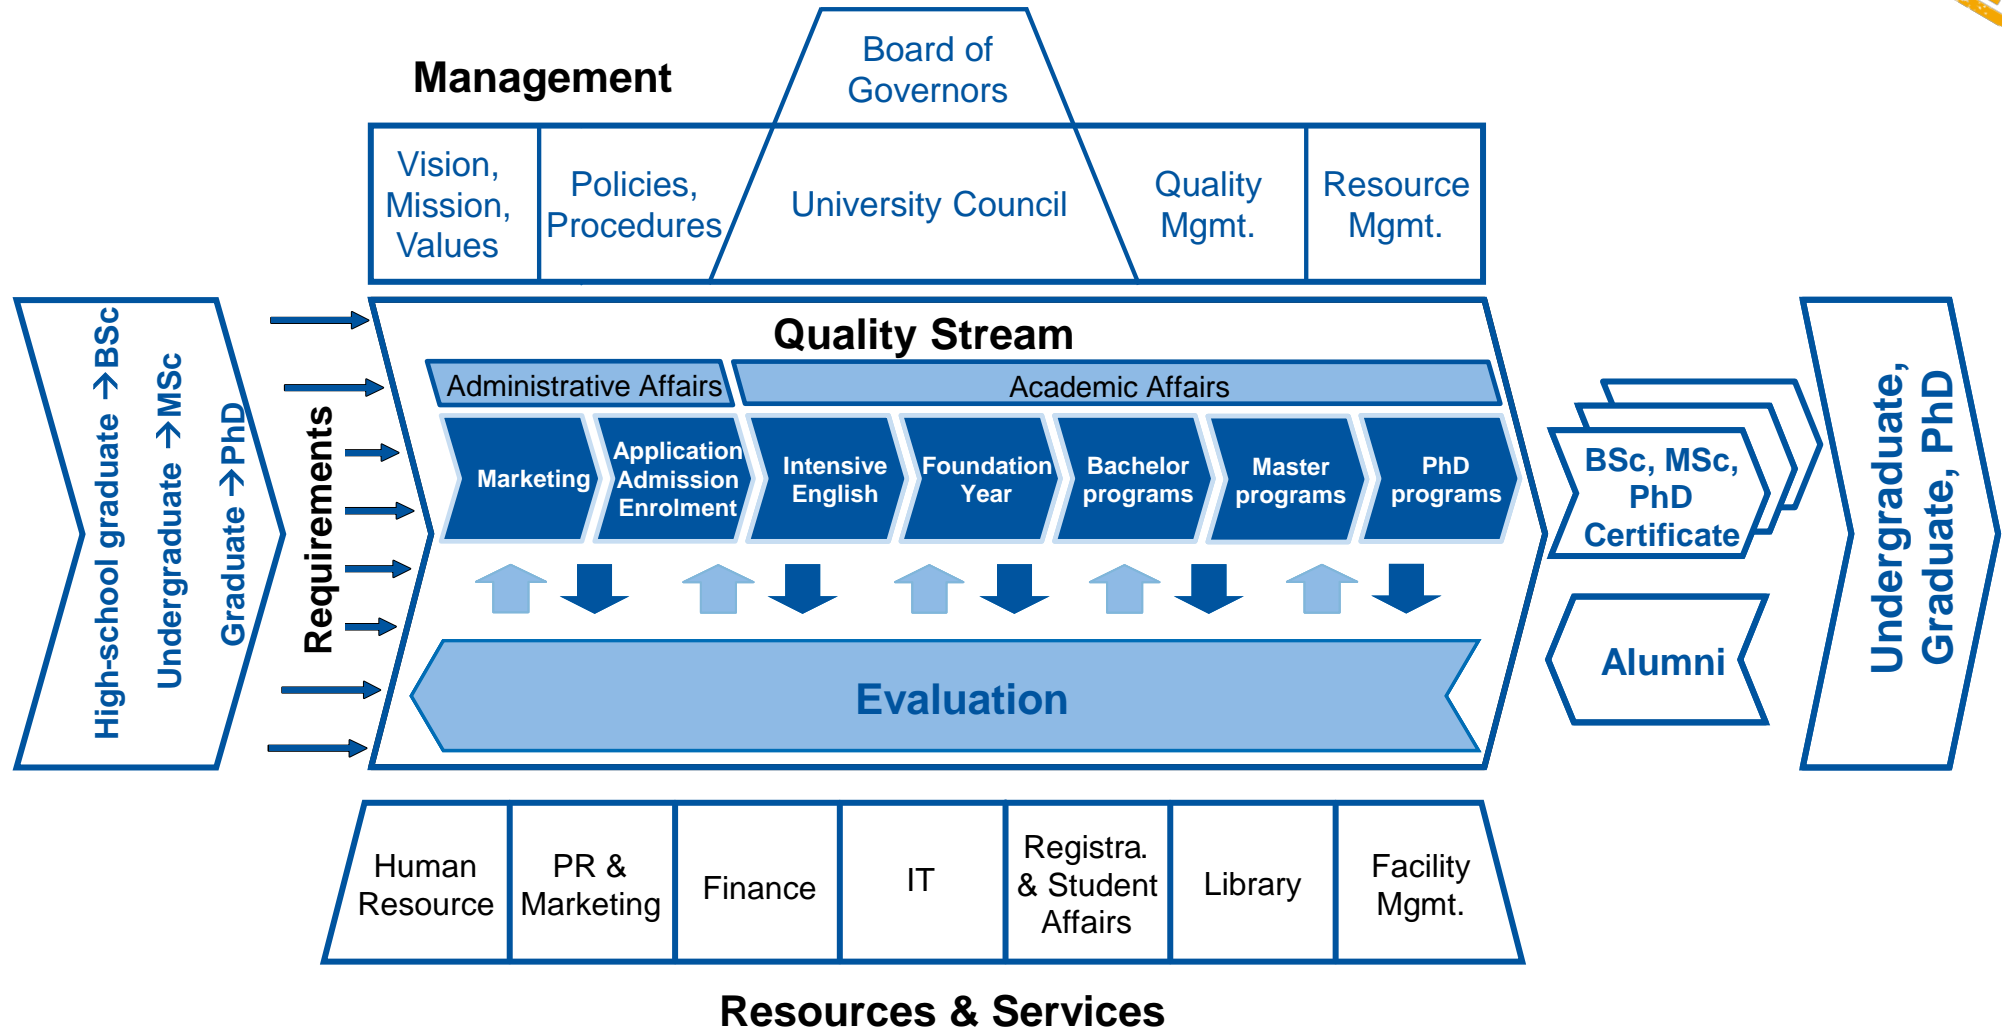 Management
Board of
Governors
Vision,
Mission,
Values
Policies,
Procedures
University Council
Quality
Mgmt.
Resource
Mgmt.
High-school graduate →BSc
Undergraduate →MSc
Graduate →PhD
Requirements
Quality Stream
Administrative Affairs
Academic Affairs
Marketing
Application
Admission
Enrolment
Intensive
English
Foundation
Year
Bachelor
programs
Master
programs
PhD
programs
Evaluation
BSc, MSc,
PhD
Certificate
Alumni
Undergraduate,
Graduate, PhD
Human
Resource
PR &
Marketing
Finance
IT
Registra.
& Student
Affairs
Library
Facility
Mgmt.
Resources & Services